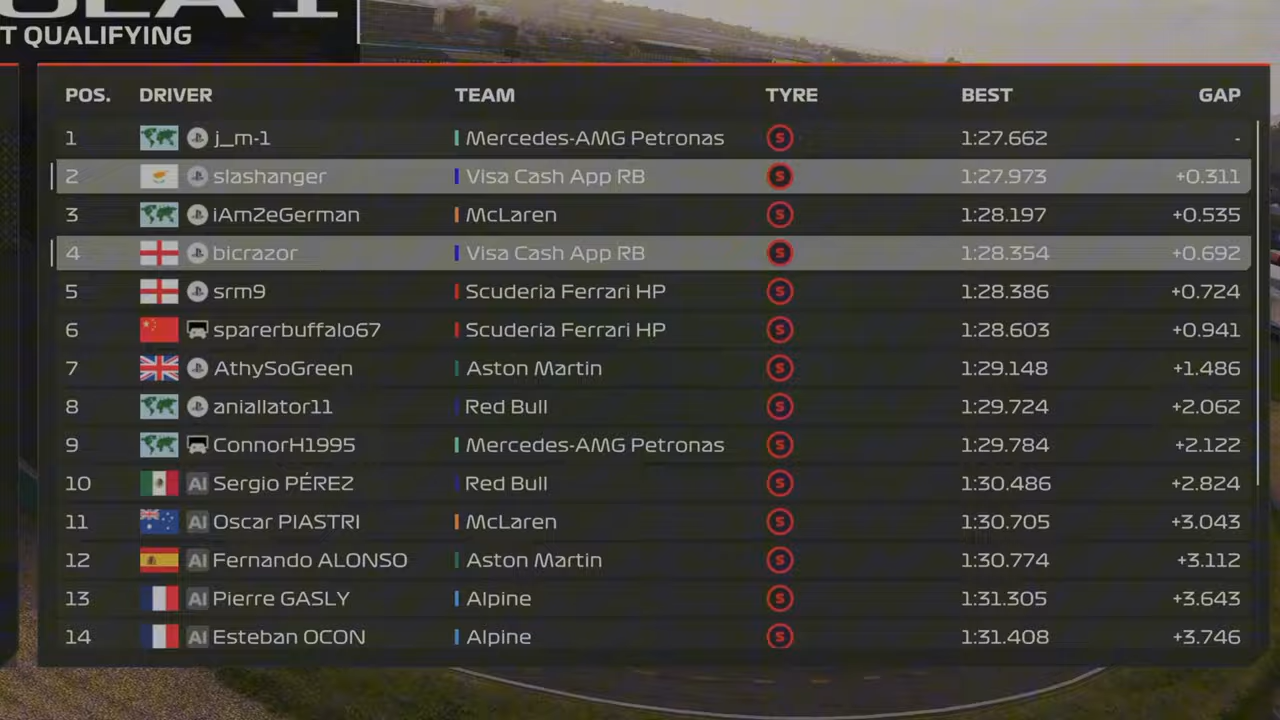 T QUALIFYING
POS. DRIVER TEAM TYRE BEST GAP
1 j_m-1 Mercedes-AMG Petronas S 1:27.662 -
2 slashanger Visa Cash App RB S 1:27.973 +0.311
3 iAmZeGerman McLaren S 1:28.197 +0.535
4 bicrazor Visa Cash App RB S 1:28.354 +0.692
5 srm9 Scuderia Ferrari HP S 1:28.386 +0.724
6 sparerbuffalo67 Scuderia Ferrari HP S 1:28.603 +0.941
7 AthySoGreen Aston Martin S 1:29.148 +1.486
8 aniallator11 Red Bull S 1:29.724 +2.062
9 ConnorH1995 Mercedes-AMG Petronas S 1:29.784 +2.122
10 AI Sergio PÉREZ Red Bull S 1:30.486 +2.824
11 AI Oscar PIASTRI McLaren S 1:30.705 +3.043
12 AI Fernando ALONSO Aston Martin S 1:30.774 +3.112
13 AI Pierre GASLY Alpine S 1:31.305 +3.643
14 AI Esteban OCON Alpine S 1:31.408 +3.746